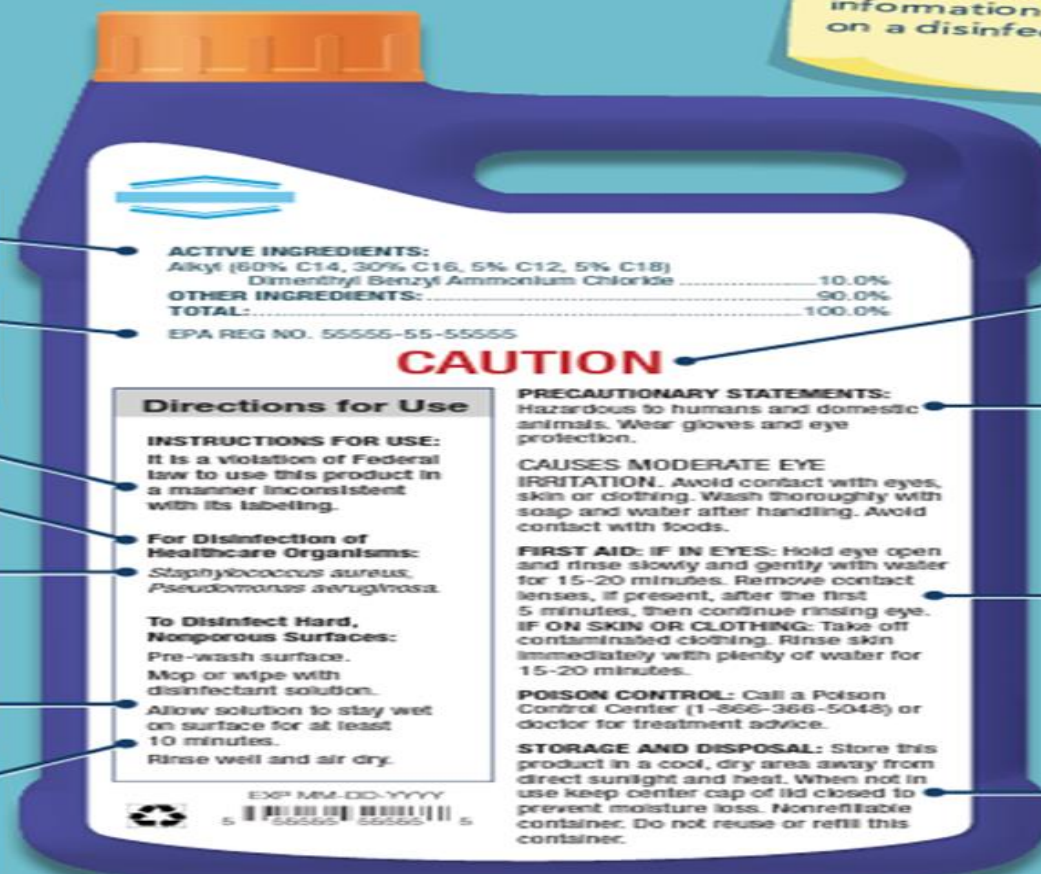 information
on a
ACTIVE INGREDIENTS:
Alkyl (60% C14, 30% C16, 5% C12, 5% C18)
Dimenthyl Benzyl Ammonium Chloride ..................... 10.0%
OTHER INGREDIENTS:..................... 90.0%
TOTAL:..................... 100.0%
EPA REG NO. 55555-55-55555
CAUTION
Directions for Use
INSTRUCTIONS FOR USE:
It is a violation of Federal
law to use this product in
a manner inconsistent
with its labeling.
For Disinfection of
Healthcare Organisms:
Staphylococcus aureus,
Pseudomonas aeruginosa.
To Disinfect Hard,
Nonporous Surfaces:
Pre-wash surface.
Mop or wipe with
disinfectant solution.
Allow solution to stay wet
on surface for at least
10 minutes.
Rinse well and air dry.
EXP MM-DD-YYYY
5 55555 55555 5
PRECAUTIONARY STATEMENTS:
Hazardous to humans and domestic
animals. Wear gloves and eye
protection.
CAUSES MODERATE EYE
IRRITATION. Avoid contact with eyes,
skin or clothing. Wash thoroughly with
soap and water after handling. Avoid
contact with foods.
FIRST AID: IF IN EYES: Hold eye open
and rinse slowly and gently with water
for 15-20 minutes. Remove contact
lenses, if present, after the first
5 minutes, then continue rinsing eye.
IF ON SKIN OR CLOTHING: Take off
contaminated clothing. Rinse skin
immediately with plenty of water for
15-20 minutes.
POISON CONTROL: Call a Poison
Control Center (1-866-366-5048) or
doctor for treatment advice.
STORAGE AND DISPOSAL: Store this
product in a cool, dry area away from
direct sunlight and heat. When not in
use keep center cap of lid closed to
prevent moisture loss. Nonrefillable
container. Do not reuse or refill this
container.